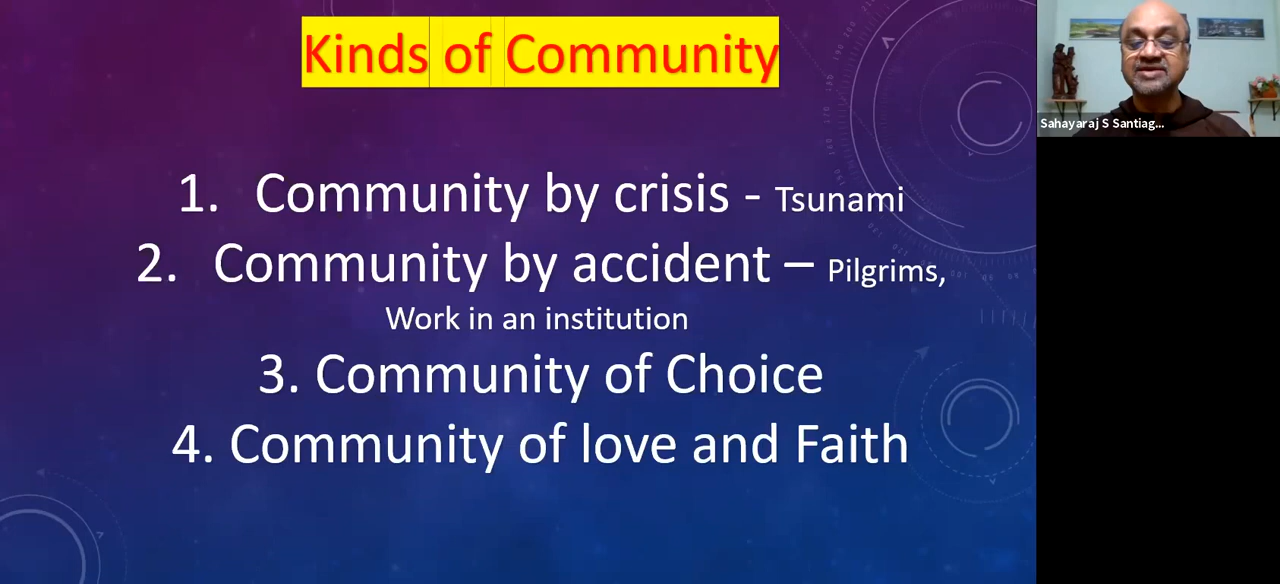 Kinds of Community
1. Community by crisis - Tsunami
2. Community by accident – Pilgrims,
Work in an institution
3. Community of Choice
4. Community of love and Faith
Sahayaraj S Santiag...